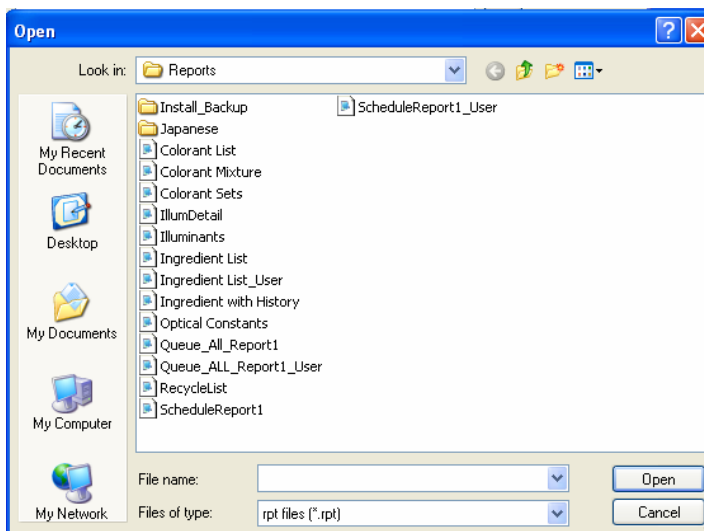 Open
Look in:
Reports
My Recent
Documents
Desktop
My Documents
My Computer
My Network
Install_Backup
Japanese
Colorant List
Colorant Mixture
Colorant Sets
IllumDetail
Illuminants
Ingredient List
Ingredient List_User
Ingredient with History
Optical Constants
Queue_All_Report1
Queue_ALL_Report1_User
RecycleList
ScheduleReport1
ScheduleReport1_User
File name:
Open
Files of type:
rpt files (*.rpt)
Cancel